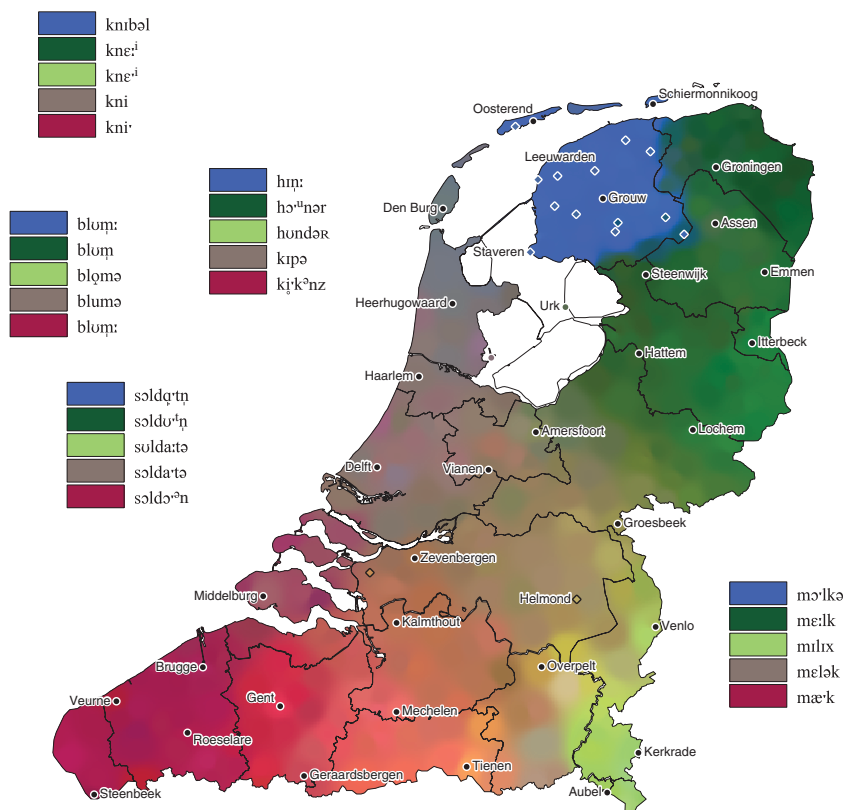 knɪbəl
knɛːⁱ
knɛ·ⁱ
kni
kni·
Schiermonnikoog
Oosterend
Leeuwarden
Groningen
hɪn̩ː
hɔ·ᶸnər
hʊndəʀ
kɪpə
ki̥·kᵊnz
Grouw
Den Burg
Assen
blʊm̩ː
blʊm̩
blo̝mə
blumə
blʊm̩ː
Staveren
Steenwijk
Emmen
Heerhugowaard
Urk
Itterbeck
Hattem
Haarlem
sɔldɑ̝·tn̩
sɔldʊ·ᵗn̩
sʊldaːtə
sɔlda·tə
sɔldɔ·ᵊn
Amersfoort
Lochem
Delft
Vianen
Groesbeek
Zevenbergen
Middelburg
Helmond
Kalmthout
Venlo
mɔ·lkə
mɛːlk
mɪlɪx
mɛlək
mæ·k
Brugge
Overpelt
Veurne
Gent
Mechelen
Roeselare
Kerkrade
Geraardsbergen
Tienen
Steenbeek
Aubel